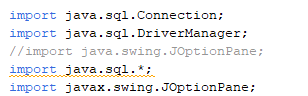 import java.sql.Connection;
import java.sql.DriverManager;
//import java.swing.JOptionPane;
import java.sql.*;
import javax.swing.JOptionPane;